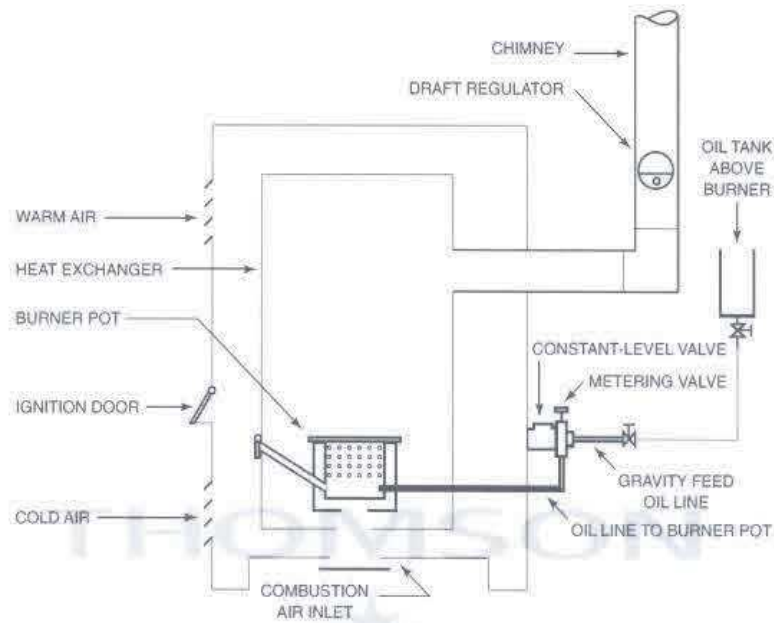 CHIMNEY
DRAFT REGULATOR
OIL TANK
ABOVE
BURNER
WARM AIR
HEAT EXCHANGER
BURNER POT
CONSTANT-LEVEL VALVE
METERING VALVE
IGNITION DOOR
GRAVITY FEED
OIL LINE
COLD AIR
OIL LINE TO BURNER POT
THOMSON
COMBUSTION
AIR INLET